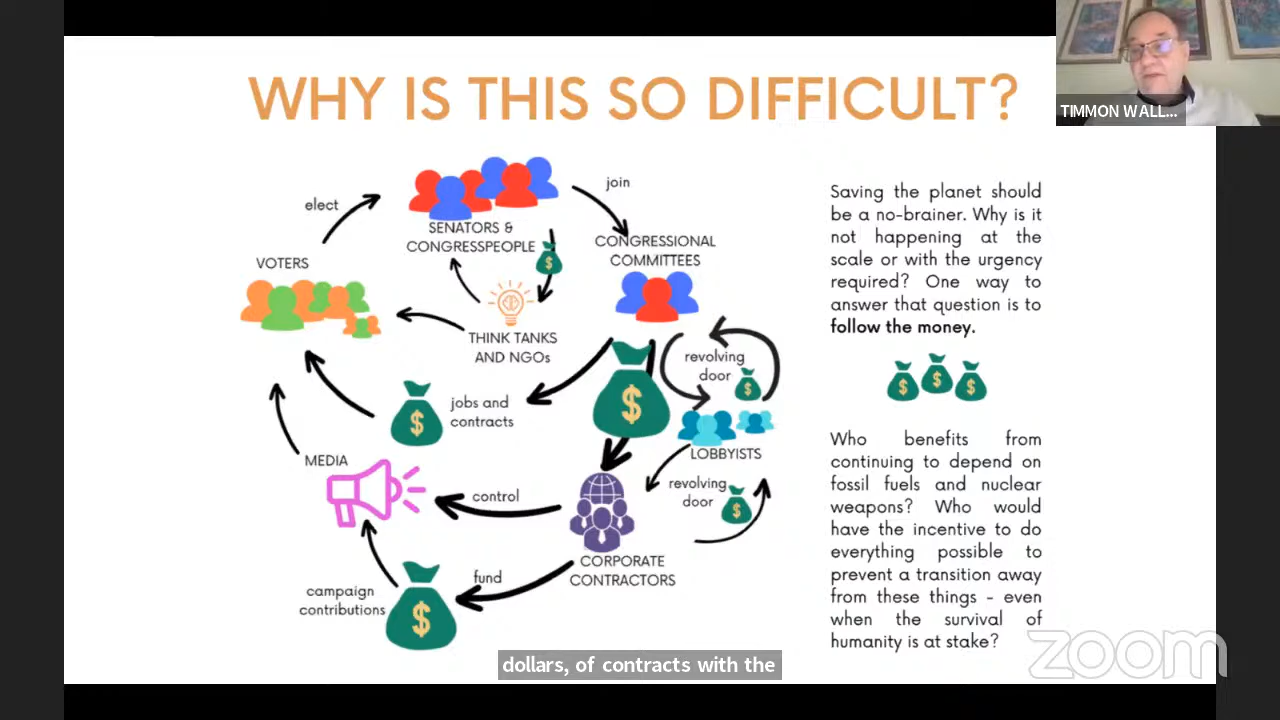 WHY IS THIS SO DIFFICULT?
TIMMON WALL...
elect
SENATORS &
CONGRESSPEOPLE
join
CONGRESSIONAL
COMMITTEES
VOTERS
$
THINK TANKS
AND NGOs
revolving
door
$
$
jobs and
contracts
$
LOBBYISTS
MEDIA
control
revolving
door
$
CORPORATE
CONTRACTORS
fund
campaign
contributions
$
Saving the planet should
be a no-brainer. Why is it
not happening at the
scale or with the urgency
required? One way to
answer that question is to
follow the money.
$ $ $
Who benefits from
continuing to depend on
fossil fuels and nuclear
weapons? Who would
have the incentive to do
everything possible to
prevent a transition away
from these things - even
when the survival of
humanity is at stake?
zoom
dollars, of contracts with the